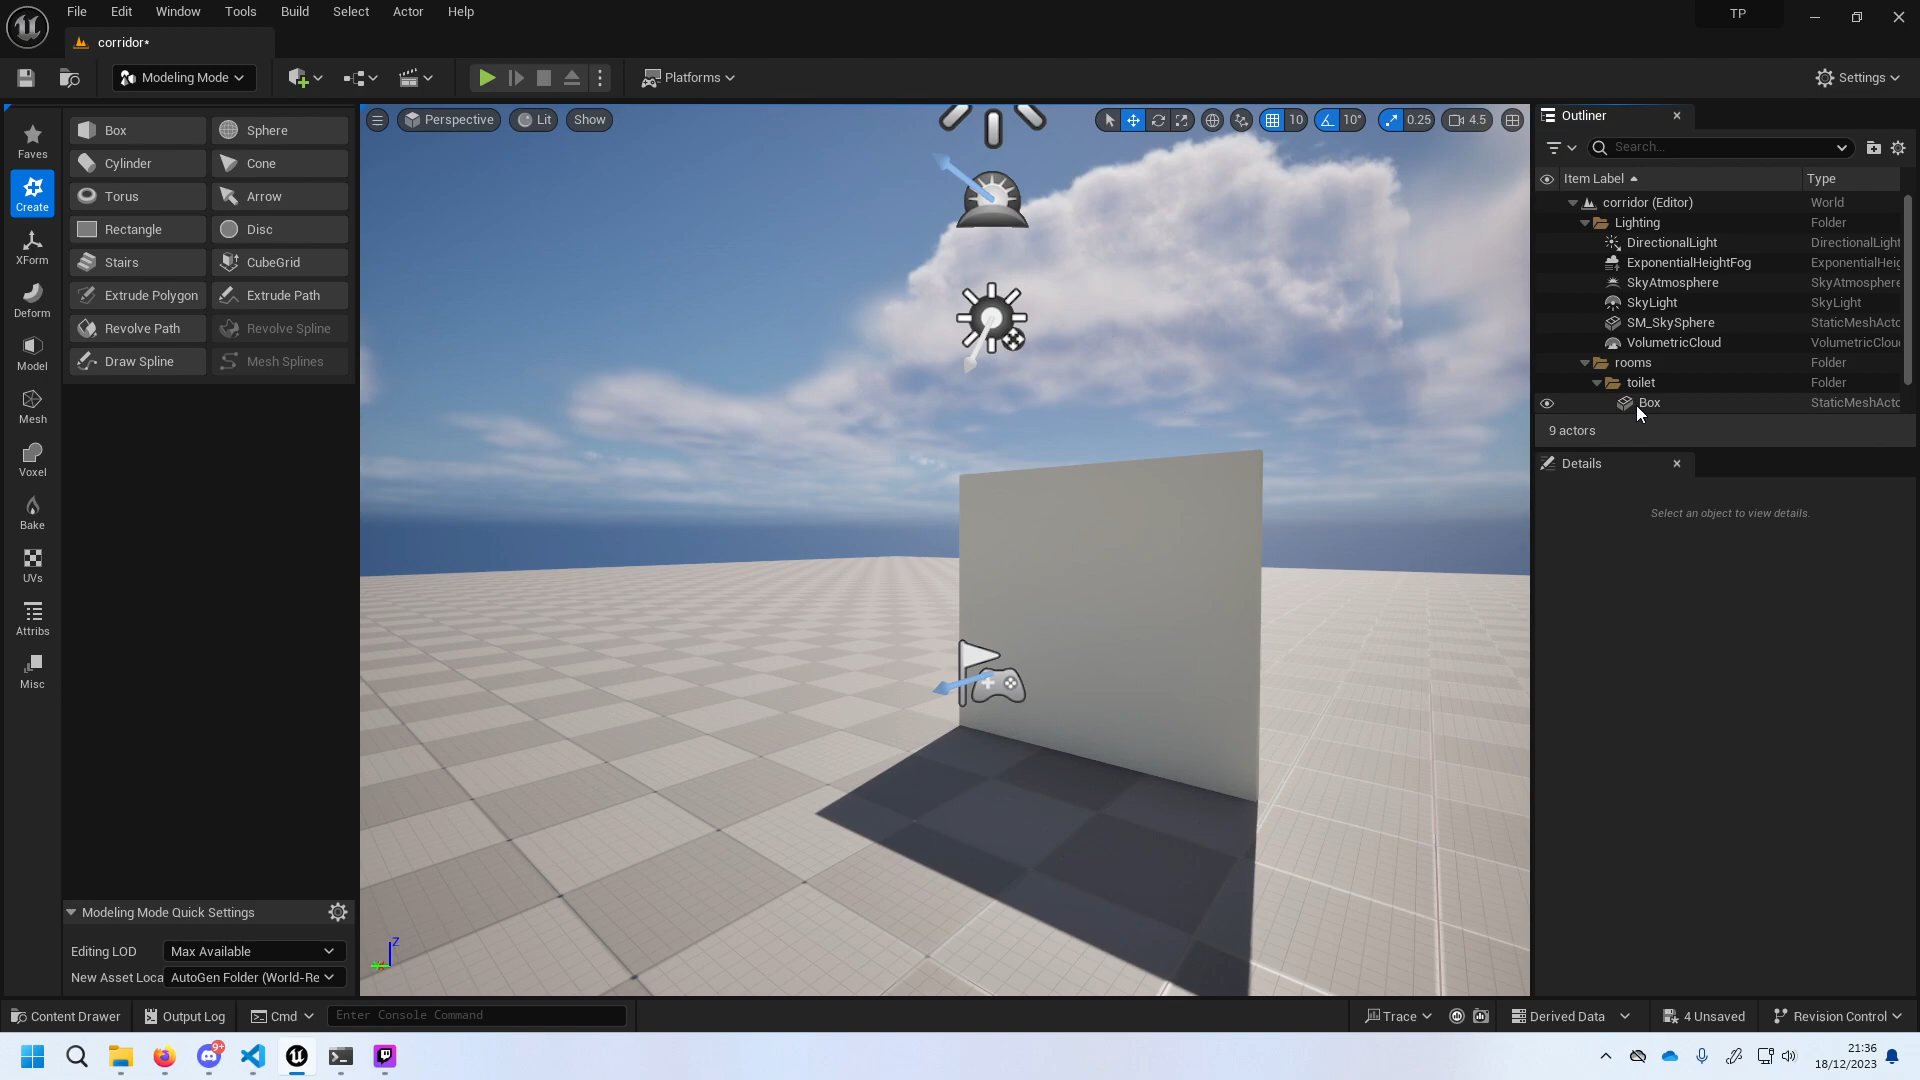 File Edit Window Tools Build Select Actor Help
TP
corridor*
Modeling Mode
Platforms
Settings
Faves
Create
XForm
Deform
Model
Mesh
Voxel
Bake
UVs
Attribs
Misc
Box Sphere
Cylinder Cone
Torus Arrow
Rectangle Disc
Stairs CubeGrid
Extrude Polygon Extrude Path
Revolve Path Revolve Spline
Draw Spline Mesh Splines
Modeling Mode Quick Settings
Editing LOD Max Available
New Asset Loca AutoGen Folder (World-Re
Perspective Lit Show
10 10° 0.25 4.5
Z
Outliner
Search...
Item Label Type
corridor (Editor) World
Lighting Folder
DirectionalLight DirectionalLight
ExponentialHeightFog ExponentialHeig
SkyAtmosphere SkyAtmosphere
SkyLight SkyLight
SM_SkySphere StaticMeshActo
VolumetricCloud VolumetricClou
rooms Folder
toilet Folder
Box StaticMeshActo
9 actors
Details
Select an object to view details.
Content Drawer Output Log Cmd Enter Console Command
Trace Derived Data 4 Unsaved Revision Control
9+
21:36
18/12/2023